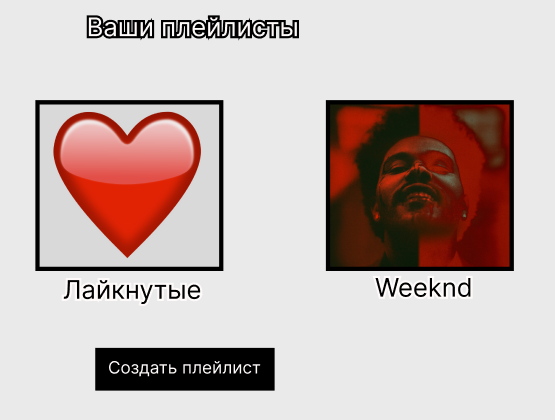 Ваши плейлисты
Лайкнутые
Weeknd
Создать плейлист